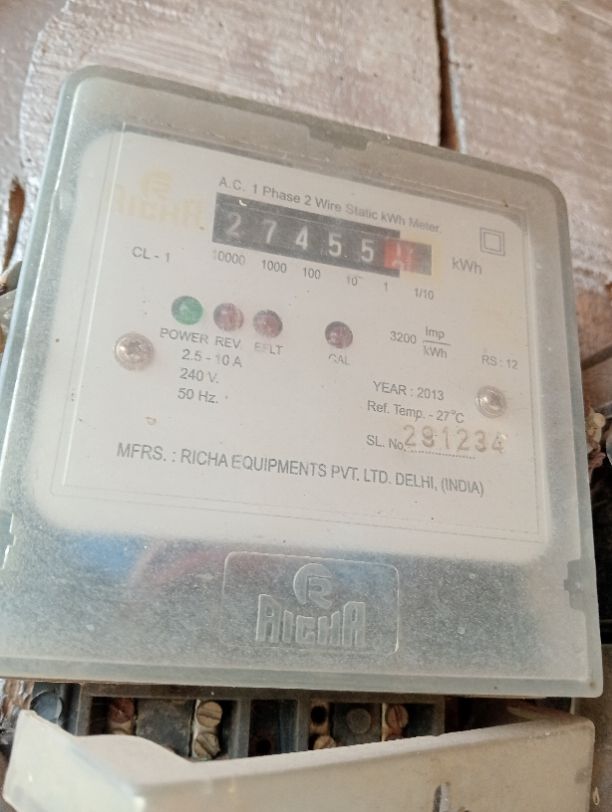 RICHA
A.C. 1 Phase 2 Wire Static kWh Meter.
2 7 4 5 5 kWh
CL - 1 10000 1000 100 10 1 1/10
POWER REV EFLT CAL 3200 Imp/kWh RS : 12
2.5 - 10 A
240 V.
50 Hz.
YEAR : 2013
Ref. Temp. - 27°C
SL. No. 291234
MFRS. : RICHA EQUIPMENTS PVT. LTD. DELHI, (INDIA)
R
RICHA